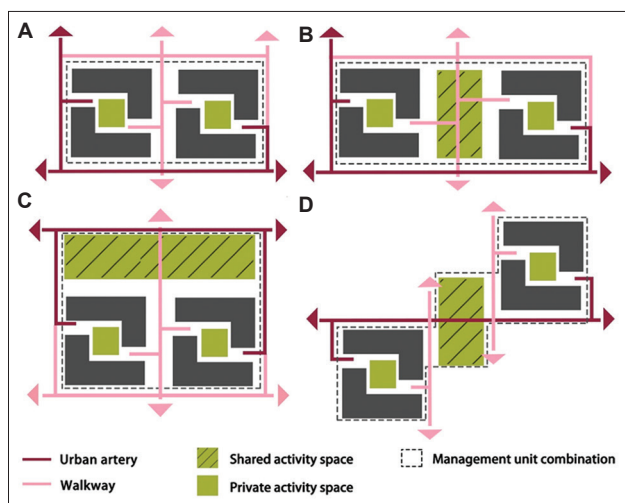 A
B
C
D
Urban artery
Shared activity space
Management unit combination
Walkway
Private activity space